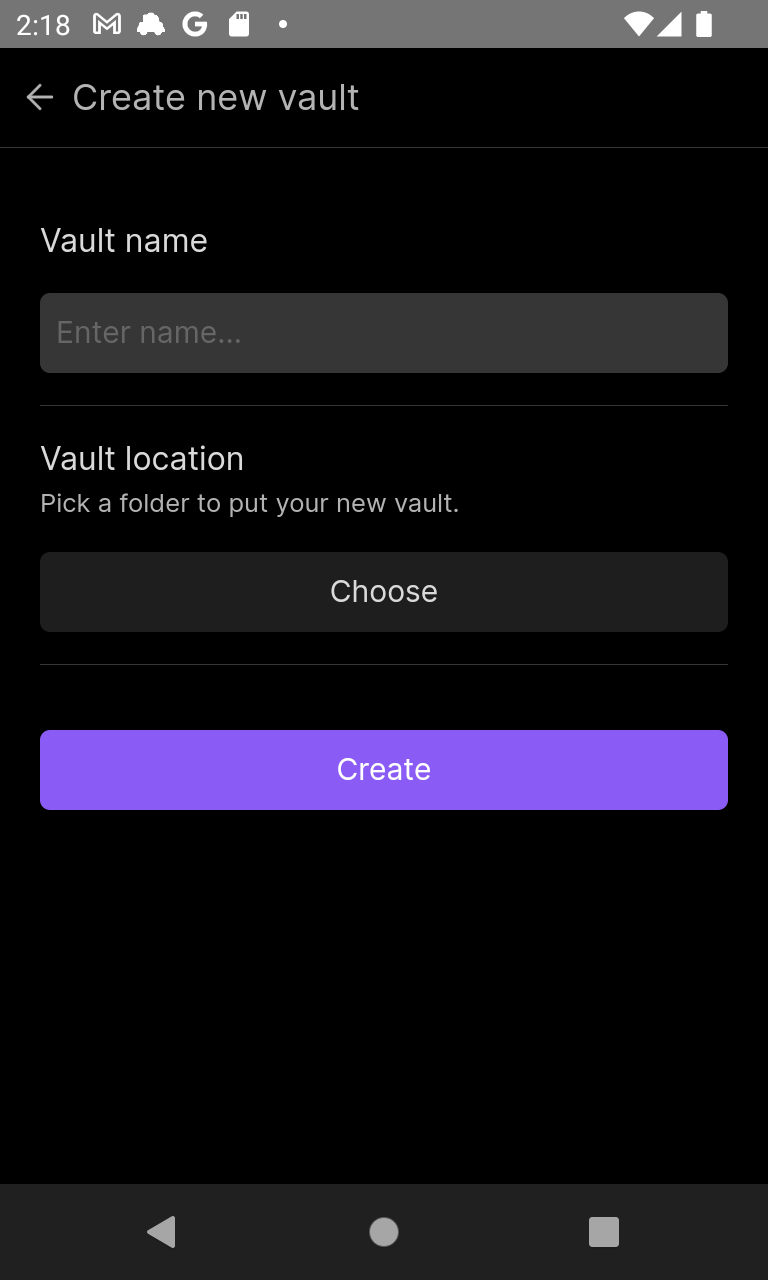 2:18
Create new vault
Vault name
Enter name...
Vault location
Pick a folder to put your new vault.
Choose
Create